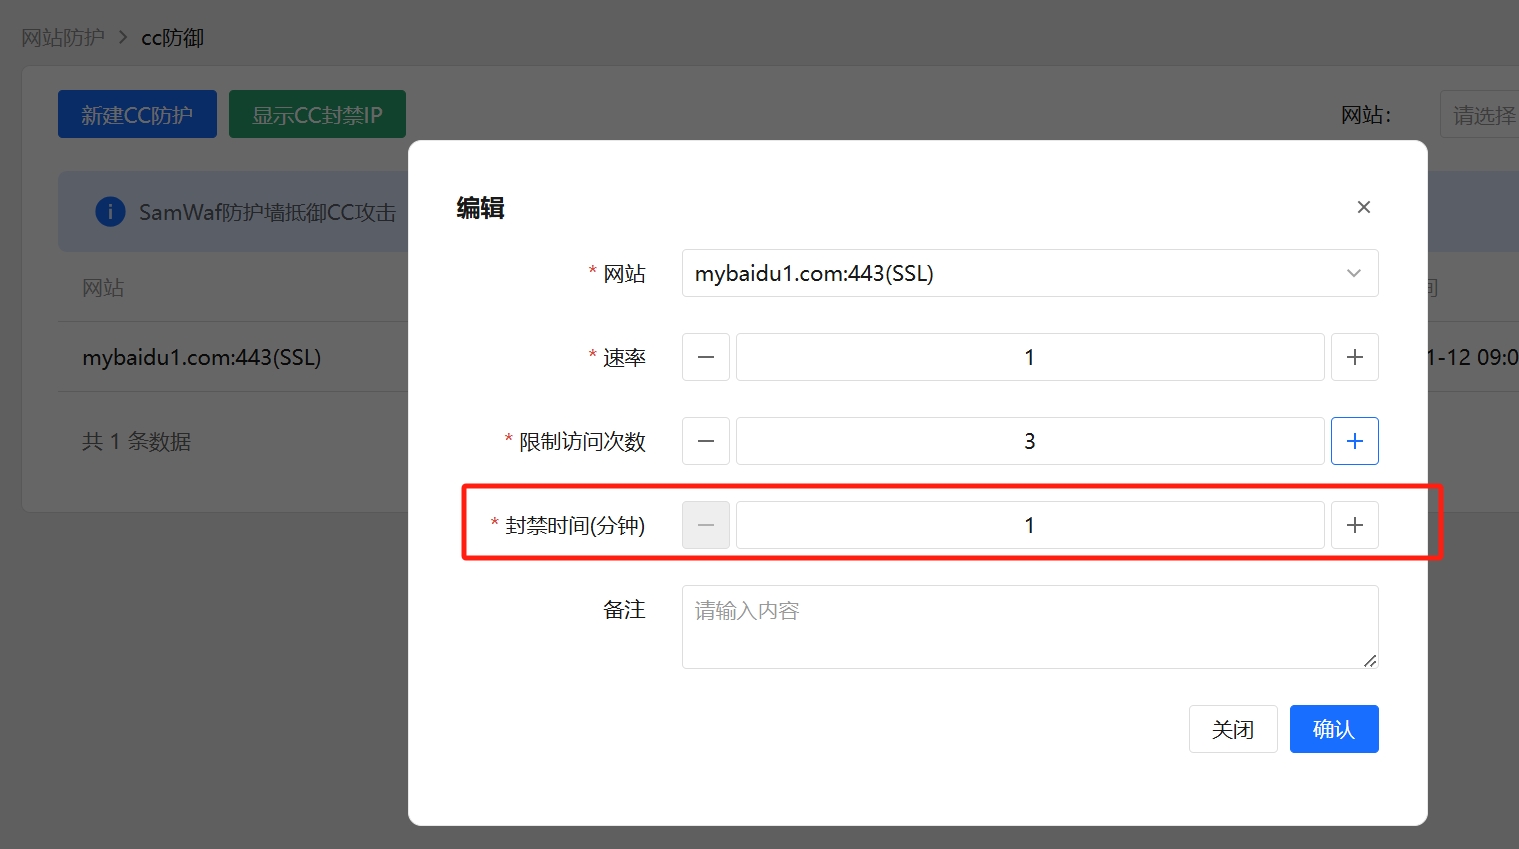 网站防护 > cc防御
新建CC防护 显示CC封禁IP 网站: 请选择
SamWaf防护墙抵御CC攻击
网站
mybaidu1.com:443(SSL) 1-12 09:0
共 1 条数据
编辑
* 网站 mybaidu1.com:443(SSL)
* 速率 1
* 限制访问次数 3
* 封禁时间(分钟) 1
备注 请输入内容
关闭 确认